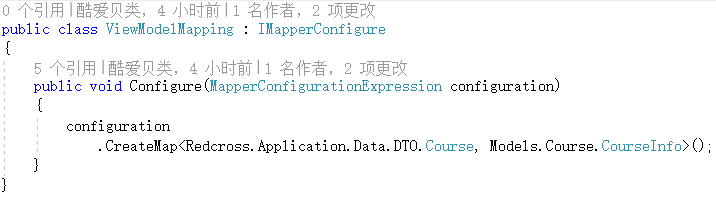 0 个引用|酷爱贝类，4 小时前|1 名作者，2 项更改
public class ViewModelMapping : IMapperConfigure
{
5 个引用|酷爱贝类，4 小时前|1 名作者，2 项更改
public void Configure(MapperConfigurationExpression configuration)
{
configuration
.CreateMap<Redcross.Application.Data.DTO.Course, Models.Course.CourseInfo>();
}
}